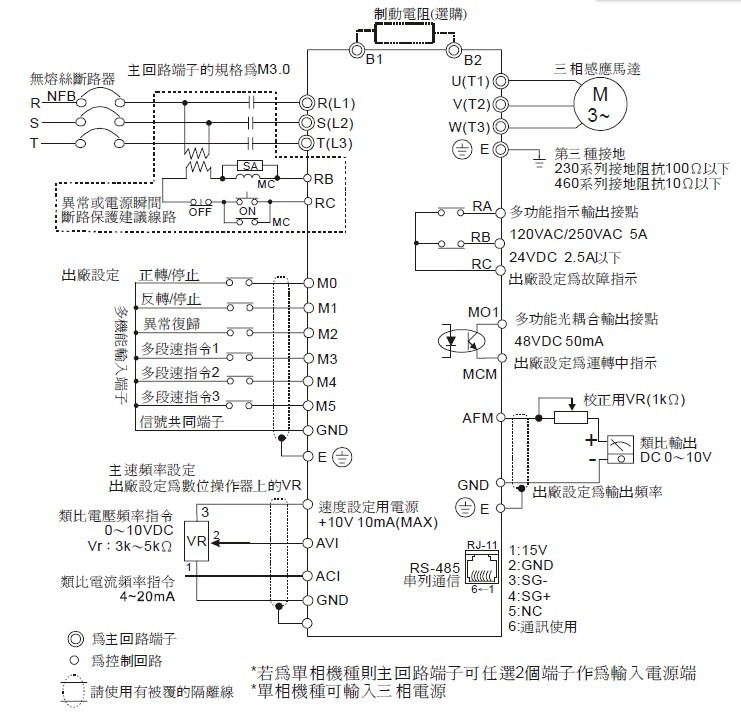 制動電阻(選購)
B1
B2
主回路端子的規格為M3.0
無熔絲斷路器
NFB
R
S
T
R(L1)
S(L2)
T(L3)
SA
MC
RB
RC
OFF
ON
MC
異常或電源瞬間
斷路保護建議線路
U(T1)
V(T2)
W(T3)
E
三相感應馬達
M
3~
第三種接地
230系列接地阻抗100Ω以下
460系列接地阻抗10Ω以下
RA
RB
RC
多功能指示輸出接點
120VAC/250VAC 5A
24VDC 2.5A以下
出廠設定為故障指示
出廠設定
多機能輸入端子
正轉/停止
M0
反轉/停止
M1
異常復歸
M2
多段速指令1
M3
多段速指令2
M4
多段速指令3
M5
信號共同端子
GND
E
MO1
MCM
多功能光耦合輸出接點
48VDC 50mA
出廠設定為運轉中指示
AFM
校正用VR(1kΩ)
+
-
類比輸出
DC 0~10V
GND
E
出廠設定為輸出頻率
主速頻率設定
出廠設定為數位操作器上的VR
類比電壓頻率指令
0~10VDC
Vr：3k~5kΩ
3
VR
2
1
速度設定用電源
+10V 10mA(MAX)
AVI
類比電流頻率指令
4~20mA
ACI
GND
RS-485
串列通信
RJ-11
6←1
1:15V
2:GND
3:SG-
4:SG+
5:NC
6:通訊使用
為主回路端子
為控制回路
請使用有被覆的隔離線
*若為單相機種則主回路端子可任選2個端子作為輸入電源端
*單相機種可輸入三相電源